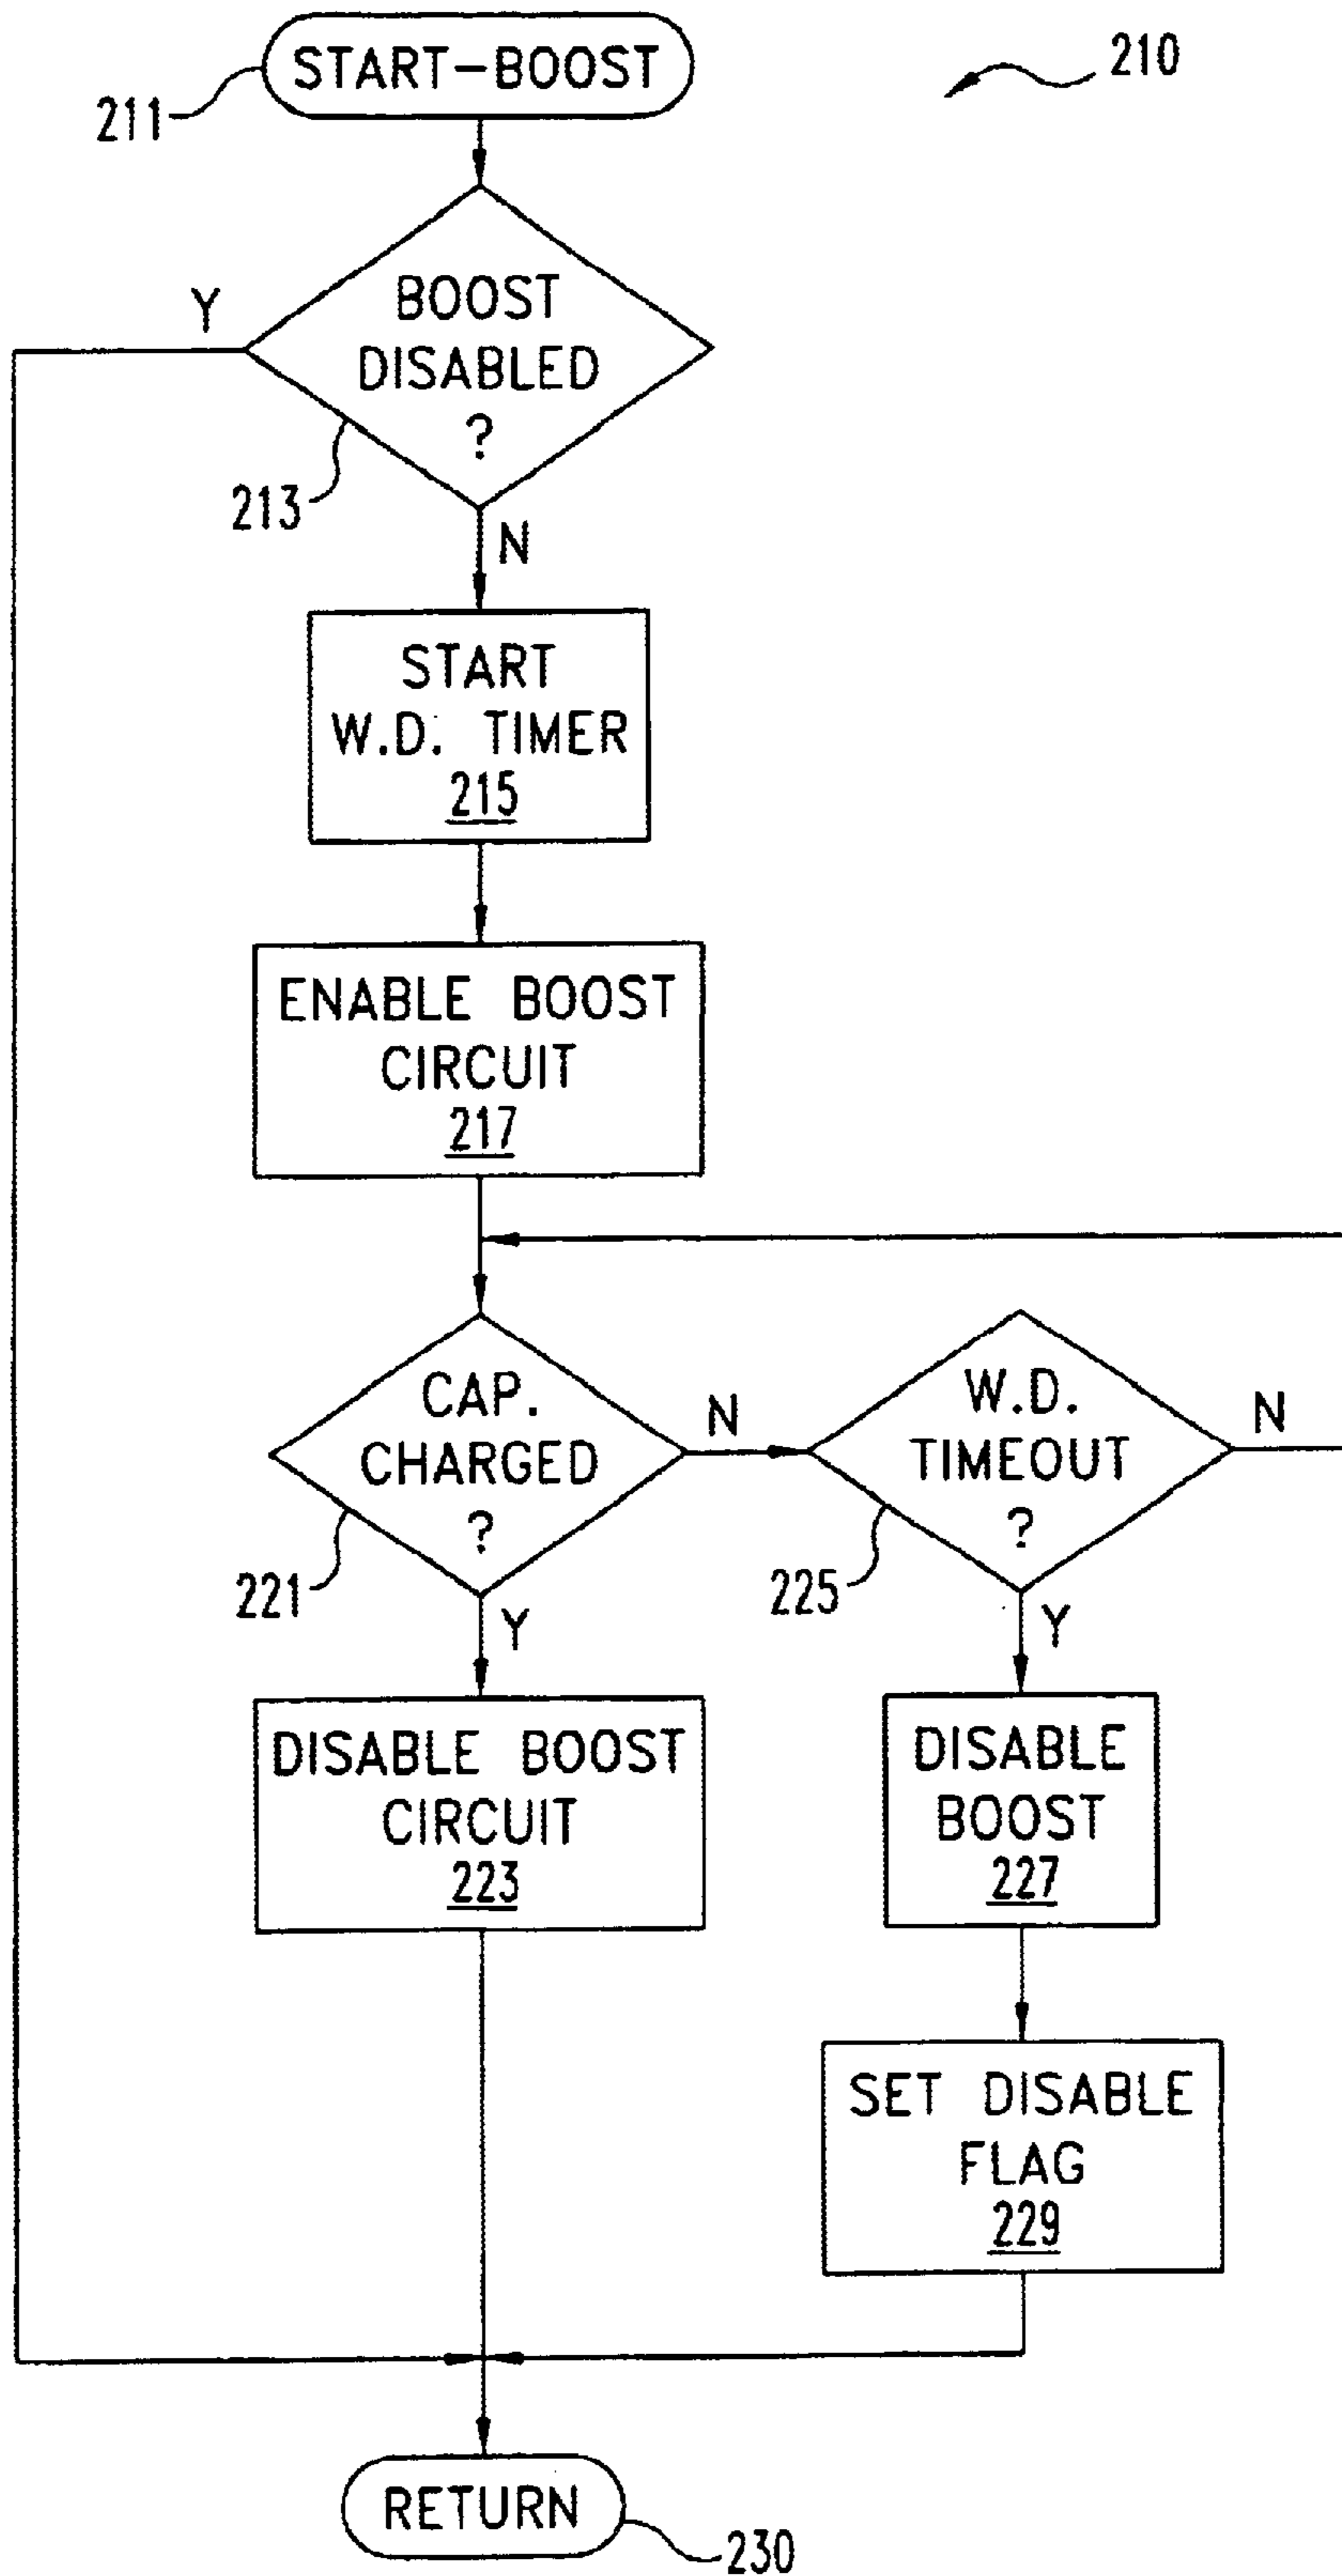 START-BOOST
210
211
Y
BOOST
DISABLED
?
213
N
START
W.D. TIMER
215
ENABLE BOOST
CIRCUIT
217
CAP.
CHARGED
?
221
N
W.D.
TIMEOUT
?
225
N
Y
Y
DISABLE BOOST
CIRCUIT
223
DISABLE
BOOST
227
SET DISABLE
FLAG
229
RETURN
230